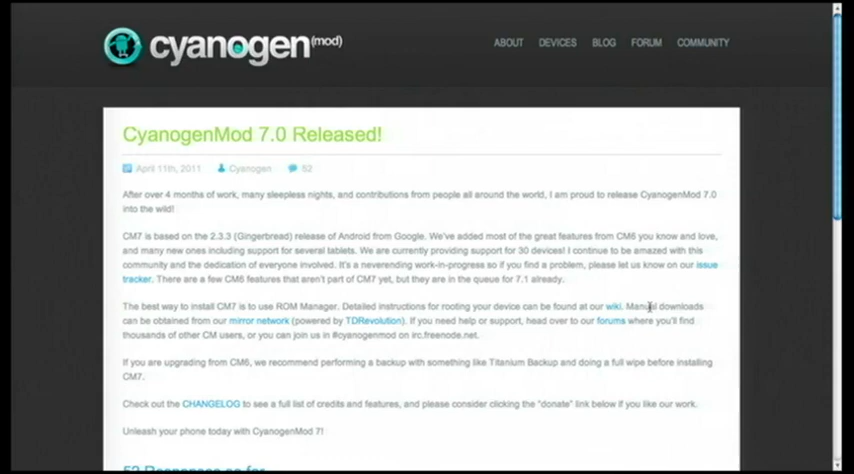 cyanogen(mod)
ABOUT DEVICES BLOG FORUM COMMUNITY
CyanogenMod 7.0 Released!
April 11th, 2011 Cyanogen 52
After over 4 months of work, many sleepless nights, and contributions from people all around the world, I am proud to release CyanogenMod 7.0
into the wild!
CM7 is based on the 2.3.3 (Gingerbread) release of Android from Google. We've added most of the great features from CM6 you know and love,
and many new ones including support for several tablets. We are currently providing support for 30 devices! I continue to be amazed with this
community and the dedication of everyone involved. It's a neverending work-in-progress so if you find a problem, please let us know on our issue
tracker. There are a few CM6 features that aren't part of CM7 yet, but they are in the queue for 7.1 already.
The best way to install CM7 is to use ROM Manager. Detailed instructions for rooting your device can be found at our wiki. Manual downloads
can be obtained from our mirror network (powered by TDRevolution). If you need help or support, head over to our forums where you'll find
thousands of other CM users, or you can join us in #cyanogenmod on irc.freenode.net.
If you are upgrading from CM6, we recommend performing a backup with something like Titanium Backup and doing a full wipe before installing
CM7.
Check out the CHANGELOG to see a full list of credits and features, and please consider clicking the "donate" link below if you like our work.
Unleash your phone today with CyanogenMod 7!
52 Responses so far